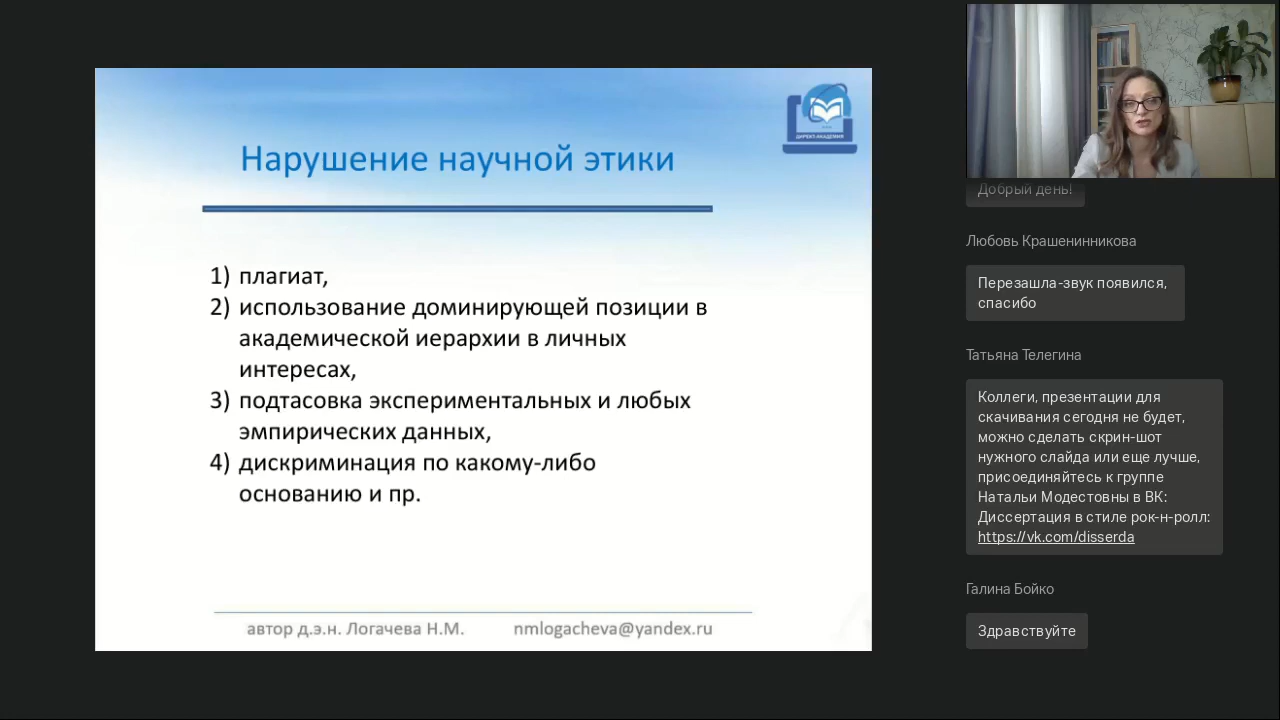 Нарушение научной этики
ДИРЕКТ-АКАДЕМИЯ
1) плагиат,
2) использование доминирующей позиции в
академической иерархии в личных
интересах,
3) подтасовка экспериментальных и любых
эмпирических данных,
4) дискриминация по какому-либо
основанию и пр.
автор д.э.н. Логачева Н.М. nmlogacheva@yandex.ru
Добрый день!
Любовь Крашенинникова
Перезашла-звук появился,
спасибо
Татьяна Телегина
Коллеги, презентации для
скачивания сегодня не будет,
можно сделать скрин-шот
нужного слайда или еще лучше,
присоединяйтесь к группе
Натальи Модестовны в ВК:
Диссертация в стиле рок-н-ролл:
https://vk.com/disserda
Галина Бойко
Здравствуйте